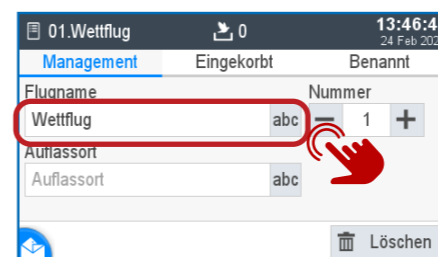 01.Wettflug 0 13:46:4
24 Feb 202
Management Eingekorbt Benannt
Flugname Nummer
Wettflug abc 1
Auflassort
Auflassort abc
Löschen